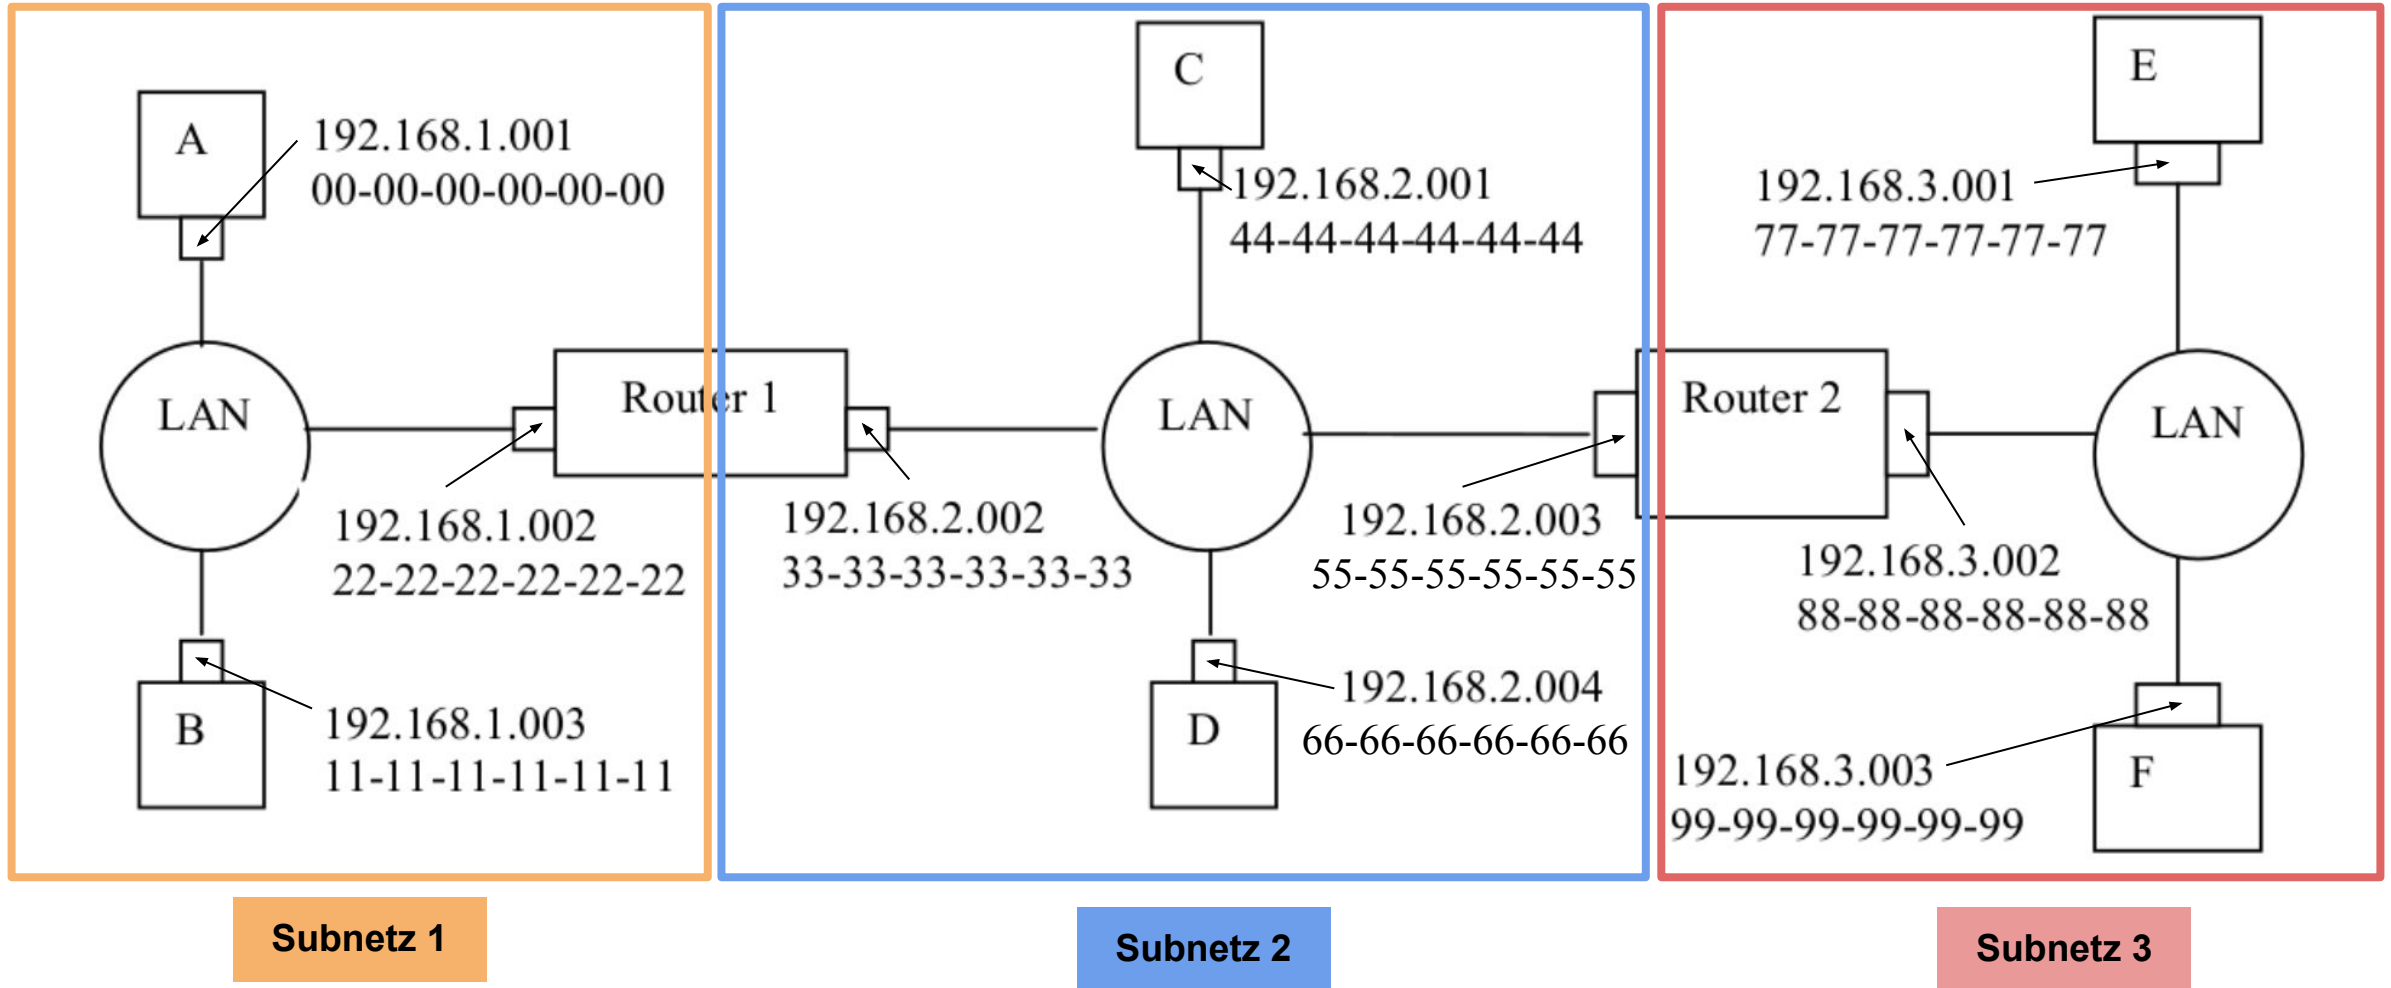 A
192.168.1.001
00-00-00-00-00-00
LAN
Router 1
192.168.1.002
22-22-22-22-22-22
B
192.168.1.003
11-11-11-11-11-11
C
192.168.2.001
44-44-44-44-44-44
192.168.2.002
33-33-33-33-33-33
LAN
192.168.2.003
55-55-55-55-55-55
D
192.168.2.004
66-66-66-66-66-66
E
192.168.3.001
77-77-77-77-77-77
Router 2
LAN
192.168.3.002
88-88-88-88-88-88
192.168.3.003
99-99-99-99-99-99
F
Subnetz 1
Subnetz 2
Subnetz 3